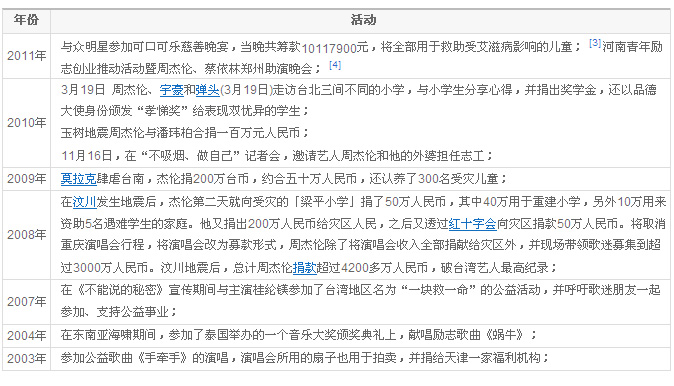 年份 活动
2011年 与众明星参加可口可乐慈善晚宴，当晚共筹款10117900元，将全部用于救助受艾滋病影响的儿童； [3] 河南青年励
志创业推动活动暨周杰伦、蔡依林郑州助演晚会； [4]
2010年 3月19日 周杰伦、宇豪和弹头(3月19日)走访台北三间不同的小学，与小学生分享心得，并捐出奖学金，还以品德
大使身份颁发“孝悌奖”给表现双优异的学生；
玉树地震周杰伦与潘玮柏合捐一百万元人民币；
11月16日，在“不吸烟、做自己”记者会，邀请艺人周杰伦和他的外婆担任志工；
2009年 莫拉克肆虐台南，杰伦捐200万台币，约合五十万人民币，还认养了300名受灾儿童；
2008年 在汶川发生地震后，杰伦第二天就向受灾的「梁平小学」捐了50万人民币，其中40万用于重建小学，另外10万用来
资助5名遇难学生的家庭。他又捐出200万人民币给灾区人民，之后又透过红十字会向灾区捐款50万人民币。将取消
重庆演唱会行程，将演唱会改为募款形式，周杰伦除了将演唱会收入全部捐献给灾区外，并现场带领歌迷募集到超
过3000万人民币。汶川地震后，总计周杰伦捐款超过4200多万人民币，破台湾艺人最高纪录；
2007年 在《不能说的秘密》宣传期间与主演桂纶镁参加了台湾地区名为“一块救一命”的公益活动，并呼吁歌迷朋友一起
参加、支持公益事业；
2004年 在东南亚海啸期间，参加了泰国举办的一个音乐大奖颁奖典礼上，献唱励志歌曲《蜗牛》；
2003年 参加公益歌曲《手牵手》的演唱，演唱会所用的扇子也用于拍卖，并捐给天津一家福利机构；